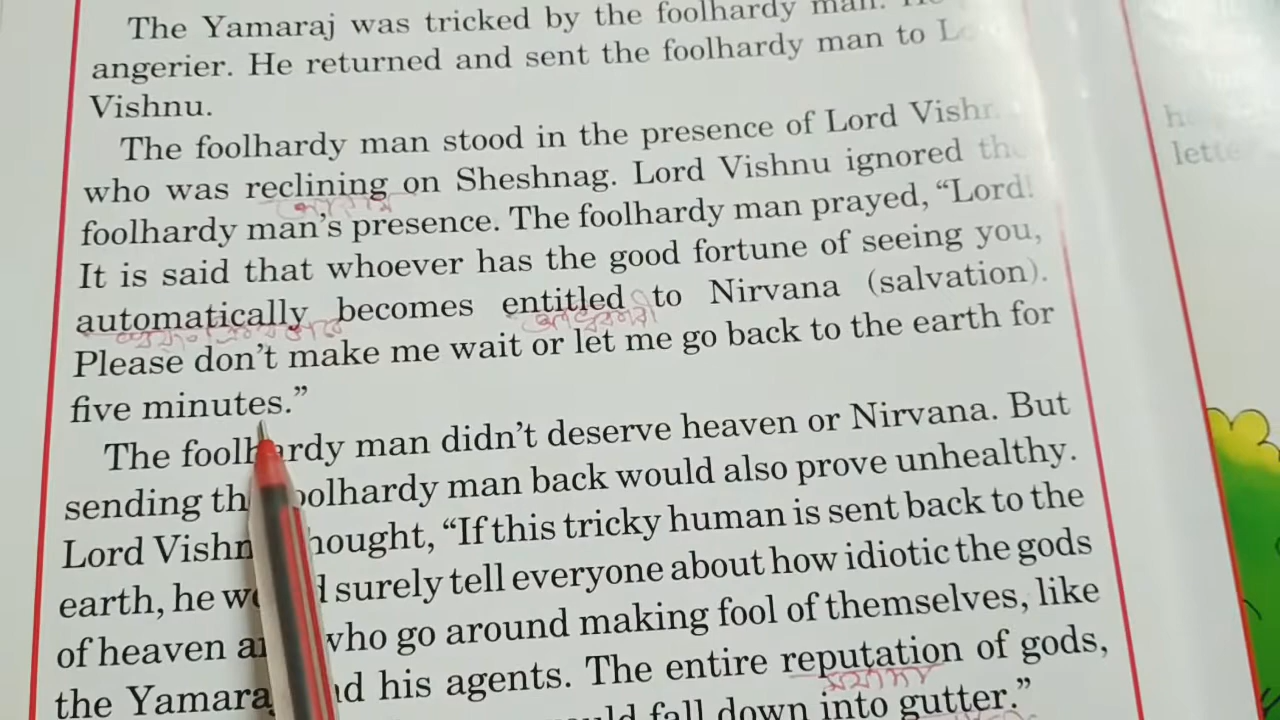 The Yamaraj was tricked by the foolhardy man. He
angerier. He returned and sent the foolhardy man to
Vishnu.
The foolhardy man stood in the presence of Lord
who was reclining on Sheshnag. Lord Vishnu ignored the
foolhardy man's presence. The foolhardy man prayed, “Lord!
It is said that whoever has the good fortune of seeing you,
automatically becomes entitled to Nirvana (salvation).
Please don't make me wait or let me go back to the earth for
five minutes.”
The foolhardy man didn't deserve heaven or Nirvana. But
sending foolhardy man back would also prove unhealthy.
Lord thought, “If this tricky human is sent back to the
earth, he surely tell everyone about how idiotic the gods
of heaven who go around making fool of themselves, like
the and his agents. The entire reputation of gods,
fall down into gutter.”